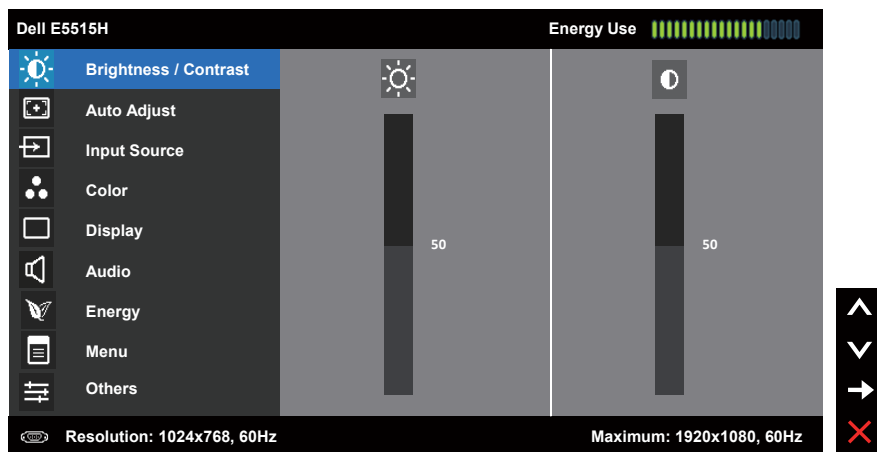 Dell E5515H Energy Use
Brightness / Contrast
Auto Adjust
Input Source
Color
Display
50 50
Audio
Energy
Menu
Others
Resolution: 1024x768, 60Hz Maximum: 1920x1080, 60Hz